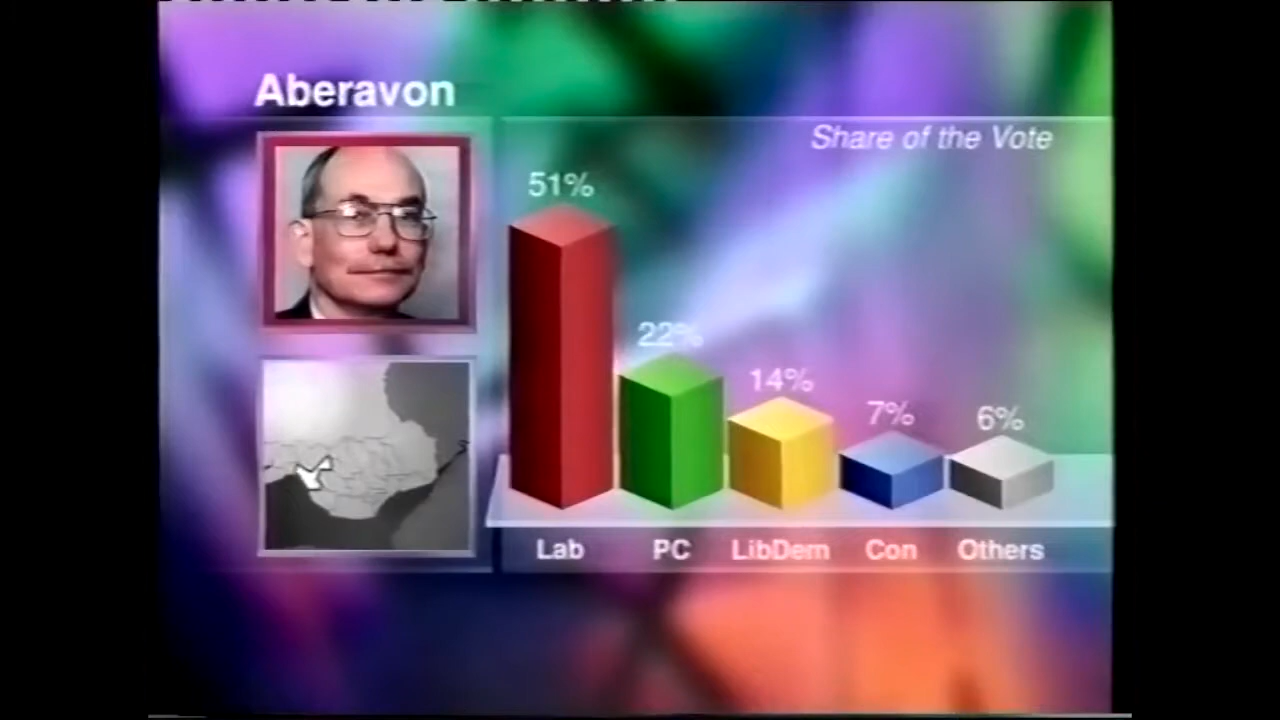 Aberavon
Share of the Vote
51%
22%
14%
7%
6%
Lab PC LibDem Con Others